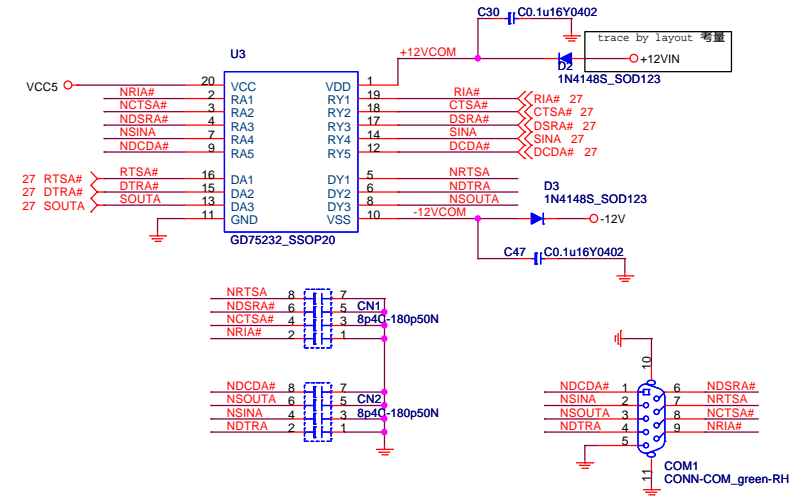 C30 C0.1u16Y0402
trace by layout 考量
U3 +12VCOM +12VIN
D2
1N4148S_SOD123
VCC5 20 VCC VDD 1
NRIA# 2 RA1 RY1 19 RIA# RIA# 27
NCTSA# 3 RA2 RY2 18 CTSA# CTSA# 27
NDSRA# 4 RA3 RY3 17 DSRA# DSRA# 27
NSINA 7 RA4 RY4 14 SINA SINA 27
NDCDA# 9 RA5 RY5 12 DCDA# DCDA# 27
27 RTSA# RTSA# 16 DA1 DY1 5 NRTSA
27 DTRA# DTRA# 15 DA2 DY2 6 NDTRA
27 SOUTA SOUTA 13 DA3 DY3 8 NSOUTA
11 GND VSS 10 -12VCOM
D3
1N4148S_SOD123
-12V
GD75232_SSOP20
C47 C0.1u16Y0402
NRTSA 8 7
NDSRA# 6 5 CN1
NCTSA# 4 3 8p4C-180p50N
NRIA# 2 1
NDCDA# 8 7
NSOUTA 6 5 CN2
NSINA 4 3 8p4C-180p50N
NDTRA 2 1
10
NDCDA# 1 6 NDSRA#
NSINA 2 7 NRTSA
NSOUTA 3 8 NCTSA#
NDTRA 4 9 NRIA#
5
11
COM1
CONN-COM_green-RH